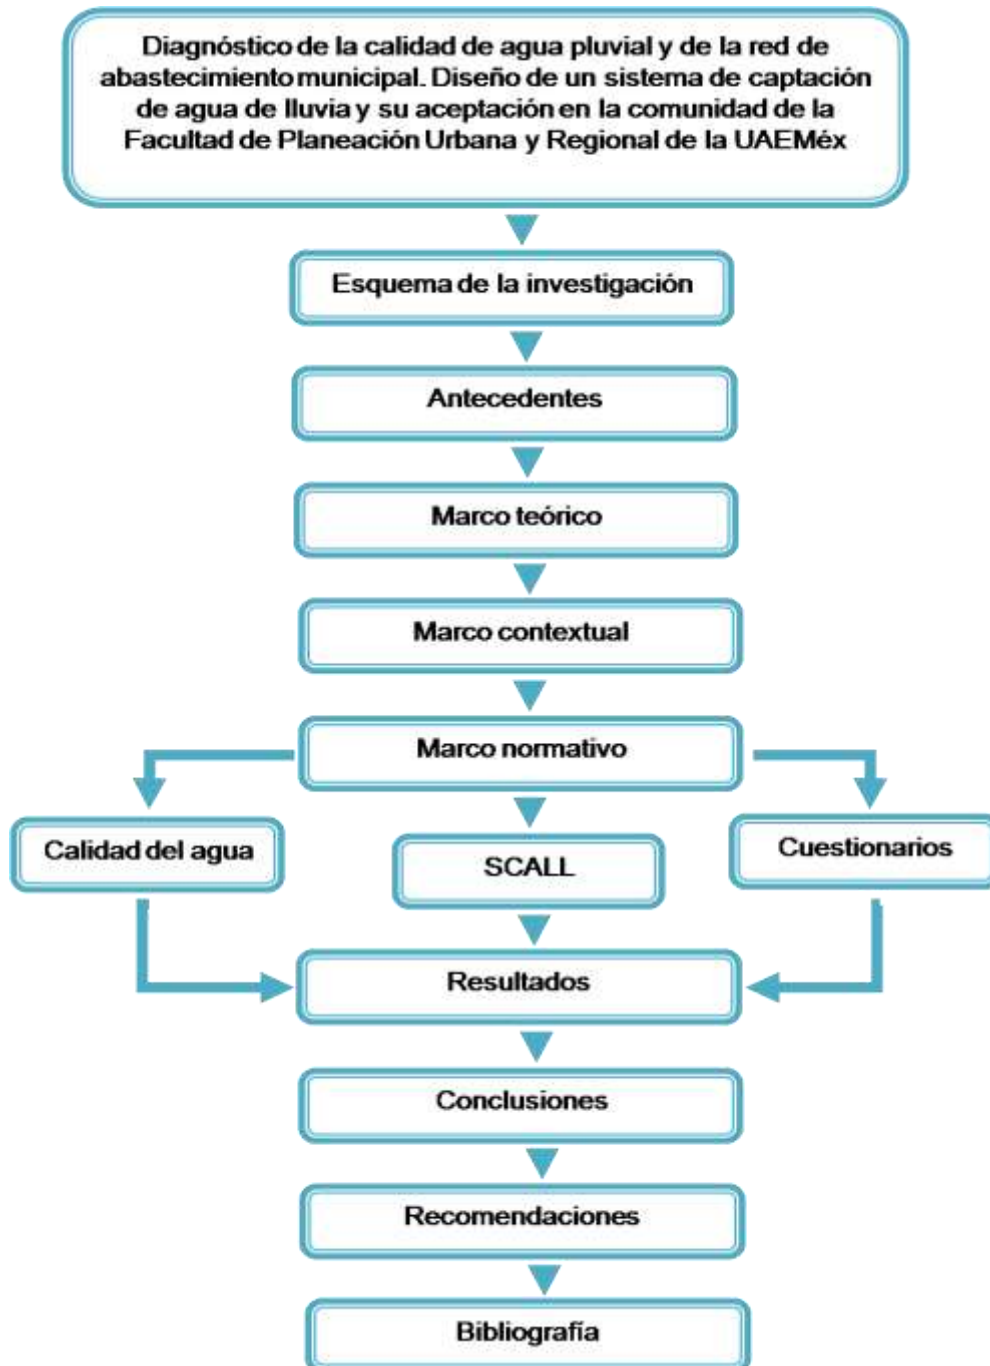 Diagnóstico de la calidad de agua pluvial y de la red de
abastecimiento municipal. Diseño de un sistema de captación
de agua de lluvia y su aceptación en la comunidad de la
Facultad de Planeación Urbana y Regional de la UAEMéx
Esquema de la investigación
Antecedentes
Marco teórico
Marco contextual
Marco normativo
Calidad del agua
SCALL
Cuestionarios
Resultados
Conclusiones
Recomendaciones
Bibliografía